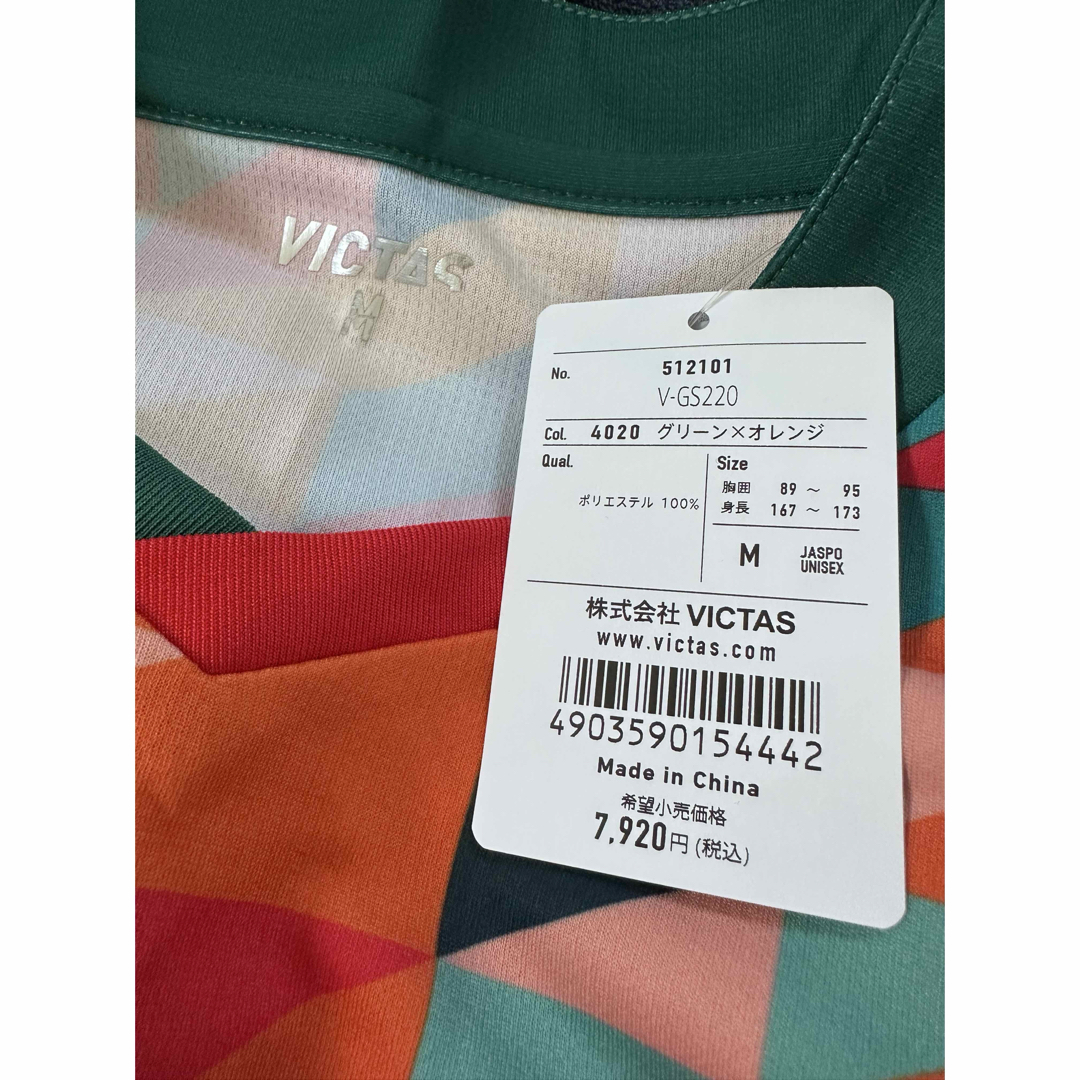 VICTAS
M
No. 512101
V-GS220
Col. 4020 グリーン×オレンジ
Qual.
ポリエステル 100%
Size
胸囲 89 ～ 95
身長 167 ～ 173
M JASPO
UNISEX
株式会社 VICTAS
www.victas.com
4903590154442
Made in China
希望小売価格
7,920円(税込)